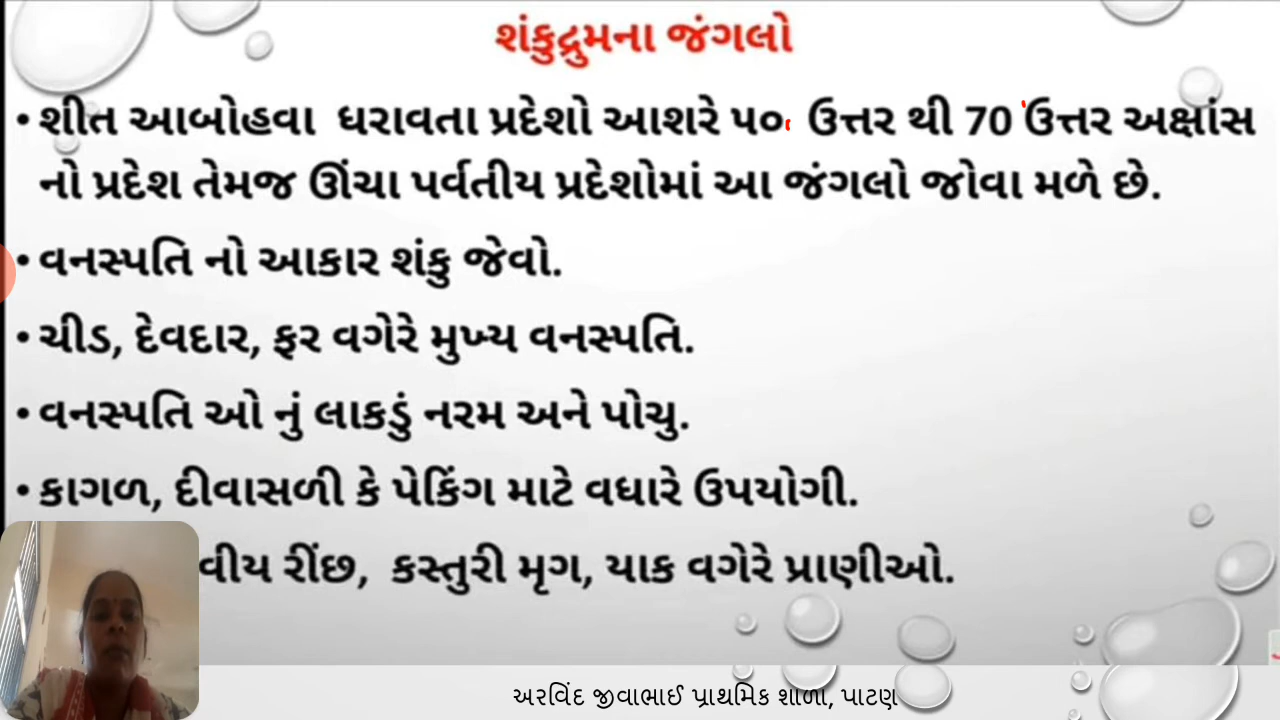 શંકુદ્રુમના જંગલો
• શીત આબોહવા ધરાવતા પ્રદેશો આશરે ૫૦ ઉત્તર થી 70 ઉત્તર અક્ષાંસ
નો પ્રદેશ તેમજ ઊંચા પર્વતીય પ્રદેશોમાં આ જંગલો જોવા મળે છે.
• વનસ્પતિ નો આકાર શંકુ જેવો.
• ચીડ, દેવદાર, ફર વગેરે મુખ્ય વનસ્પતિ.
• વનસ્પતિ ઓ નું લાકડું નરમ અને પોચુ.
• કાગળ, દીવાસળી કે પેકિંગ માટે વધારે ઉપયોગી.
રીંછ, કસ્તુરી મૃગ, યાક વગેરે પ્રાણીઓ.
અરવિંદ જીવાભાઈ પ્રાથમિક શાળા, પાટણ